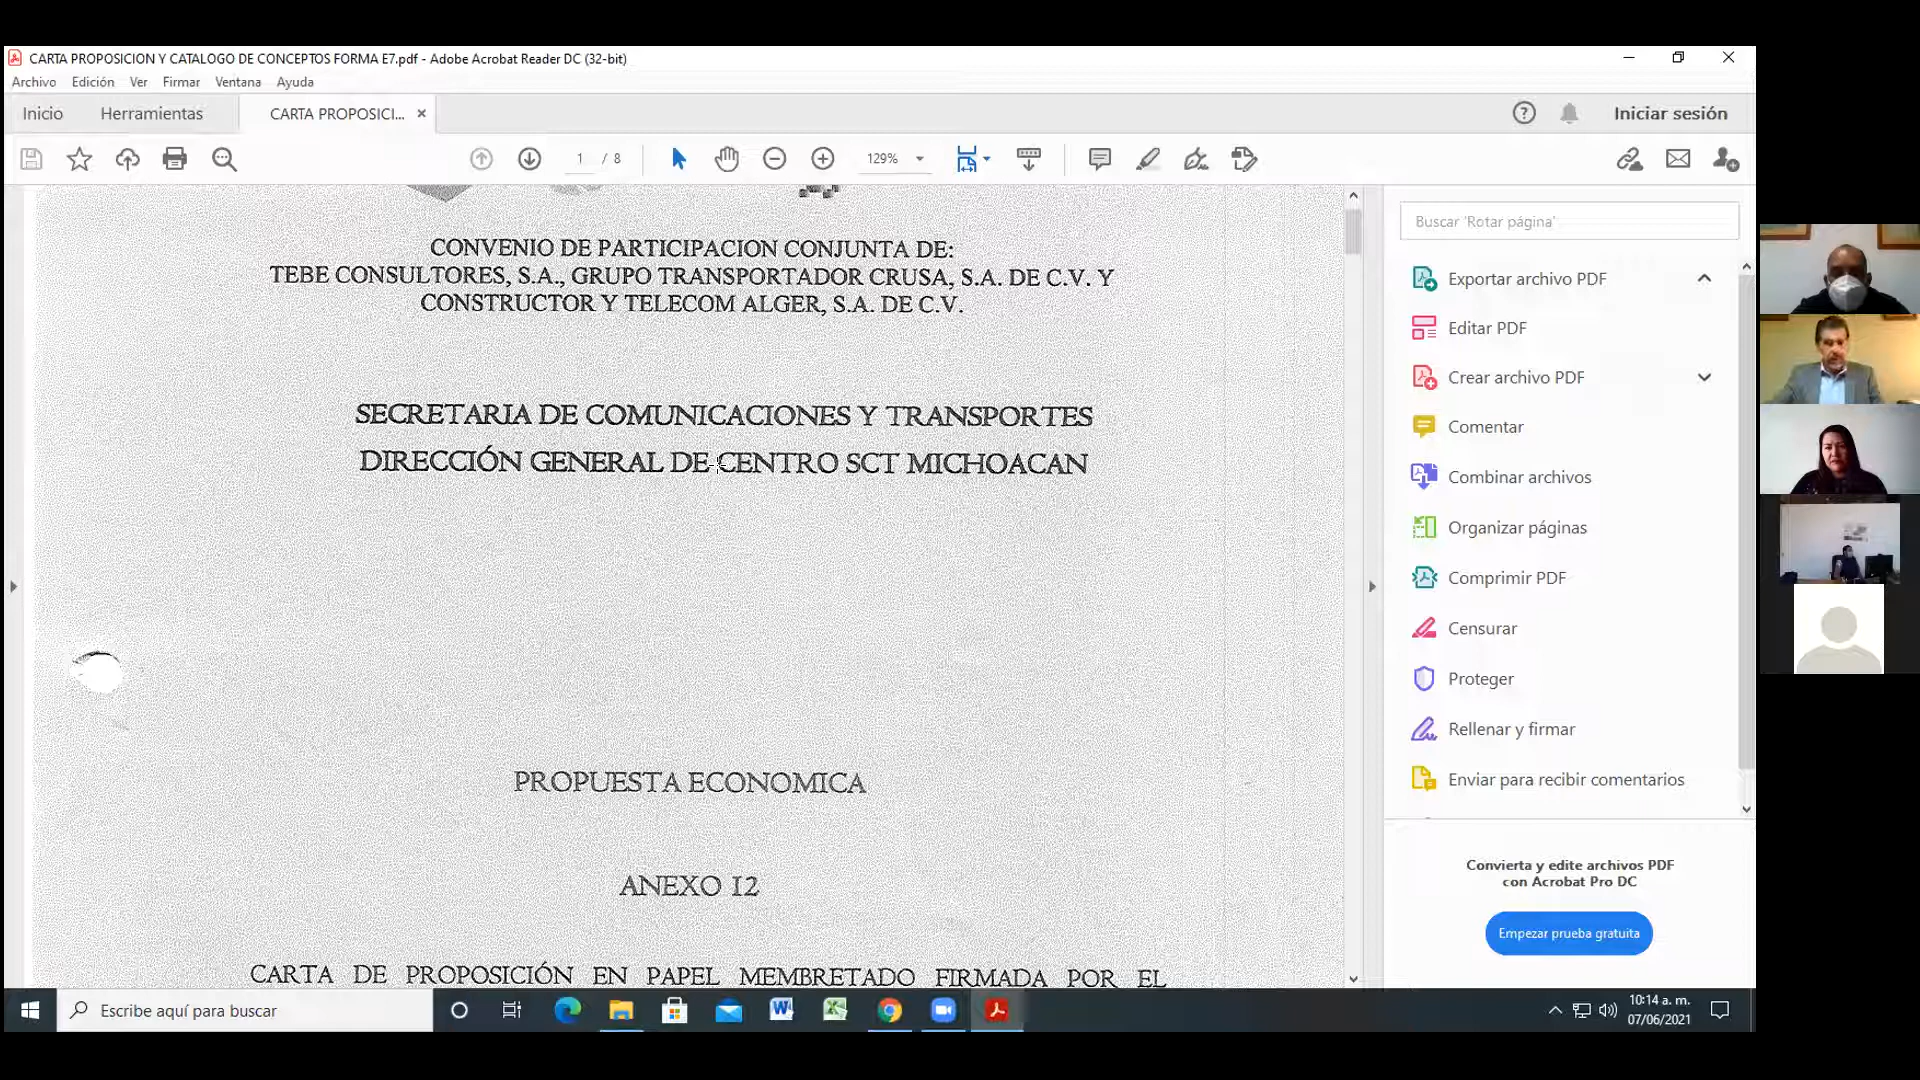 CARTA PROPOSICION Y CATALOGO DE CONCEPTOS FORMA E7.pdf - Adobe Acrobat Reader DC (32-bit)
Archivo Edición Ver Firmar Ventana Ayuda
Inicio Herramientas CARTA PROPOSICI... × Iniciar sesión
1 / 8 129%
CONVENIO DE PARTICIPACION CONJUNTA DE:
TEBE CONSULTORES, S.A., GRUPO TRANSPORTADOR CRUSA, S.A. DE C.V. Y
CONSTRUCTOR Y TELECOM ALGER, S.A. DE C.V.
SECRETARIA DE COMUNICACIONES Y TRANSPORTES
DIRECCIÓN GENERAL DE CENTRO SCT MICHOACAN
PROPUESTA ECONOMICA
ANEXO 12
CARTA DE PROPOSICIÓN EN PAPEL MEMBRETADO FIRMADA POR EL
Buscar 'Rotar página'
Exportar archivo PDF
Editar PDF
Crear archivo PDF
Comentar
Combinar archivos
Organizar páginas
Comprimir PDF
Censurar
Proteger
Rellenar y firmar
Enviar para recibir comentarios
Convierta y edite archivos PDF
con Acrobat Pro DC
Empezar prueba gratuita
Escribe aquí para buscar
10:14 a. m.
07/06/2021